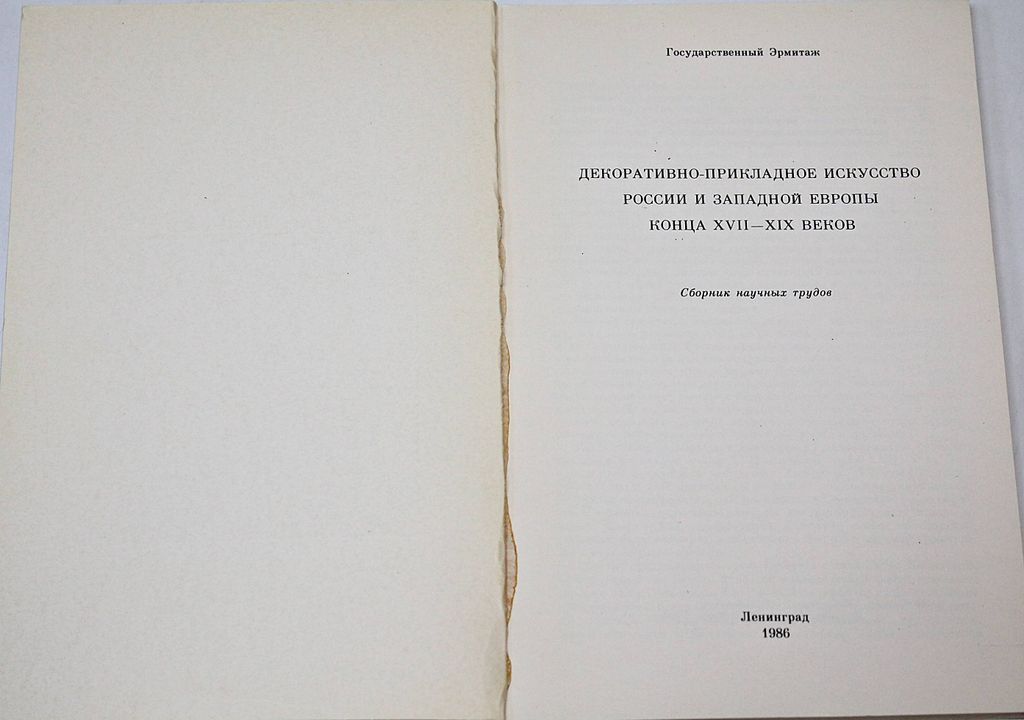 Государственный Эрмитаж
ДЕКОРАТИВНО-ПРИКЛАДНОЕ ИСКУССТВО
РОССИИ И ЗАПАДНОЙ ЕВРОПЫ
КОНЦА XVII—XIX ВЕКОВ
Сборник научных трудов
Ленинград
1986